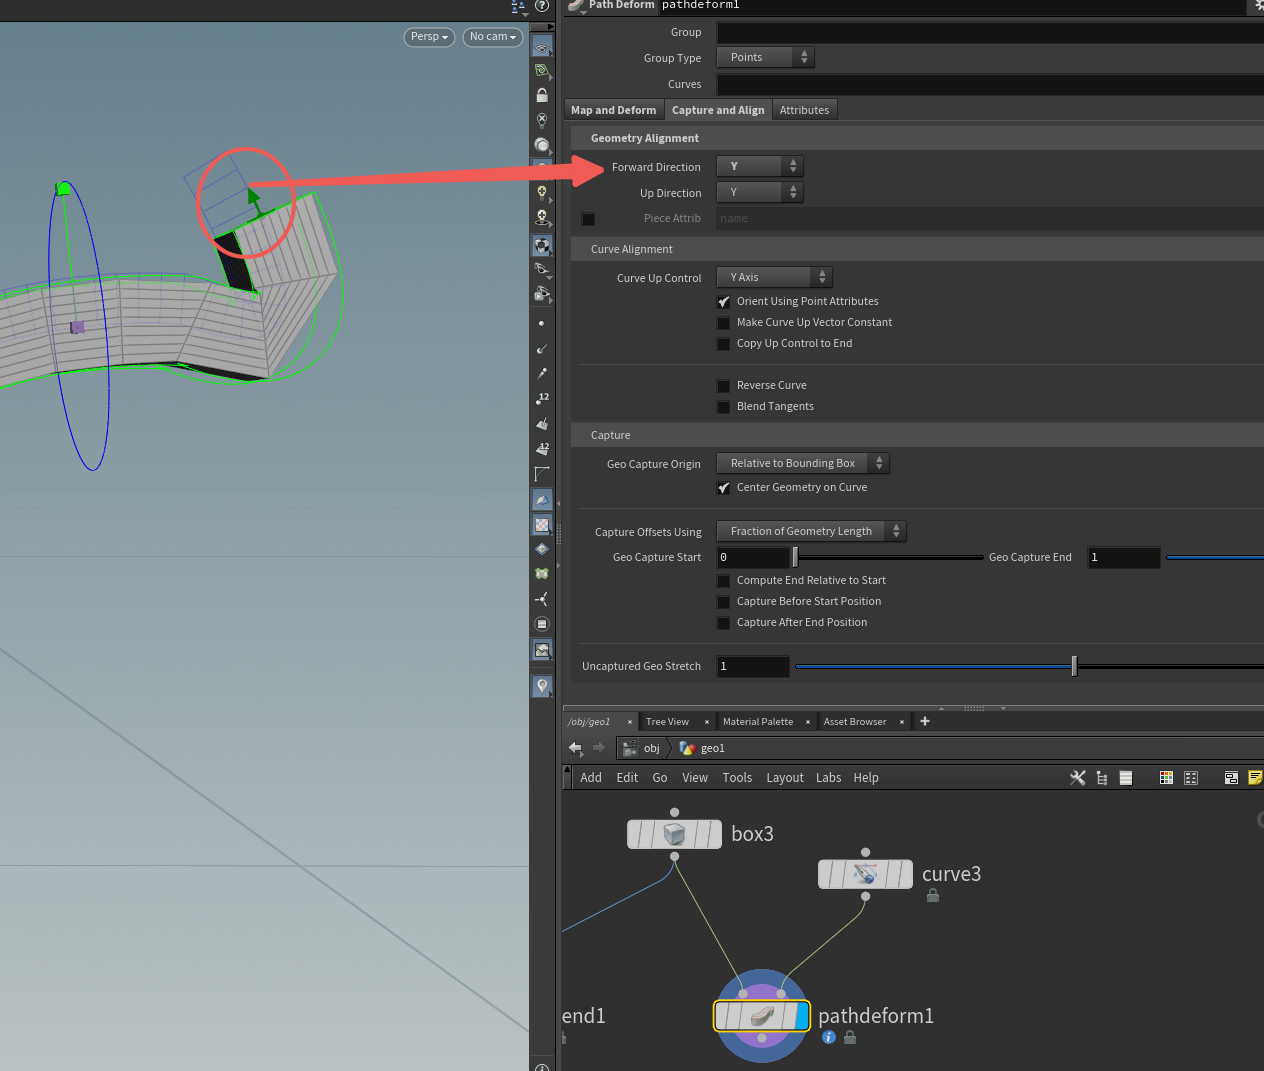 Path Deform pathdeform1
Persp No cam
Group
Group Type Points
Curves
Map and Deform Capture and Align Attributes
Geometry Alignment
Forward Direction Y
Up Direction Y
Piece Attrib name
Curve Alignment
Curve Up Control Y Axis
Orient Using Point Attributes
Make Curve Up Vector Constant
Copy Up Control to End
Reverse Curve
Blend Tangents
Capture
Geo Capture Origin Relative to Bounding Box
Center Geometry on Curve
Capture Offsets Using Fraction of Geometry Length
Geo Capture Start 0 Geo Capture End 1
Compute End Relative to Start
Capture Before Start Position
Capture After End Position
Uncaptured Geo Stretch 1
12
12
/obj/geo1 × Tree View × Material Palette × Asset Browser × +
obj geo1
Add Edit Go View Tools Layout Labs Help
box3
curve3
end1
pathdeform1